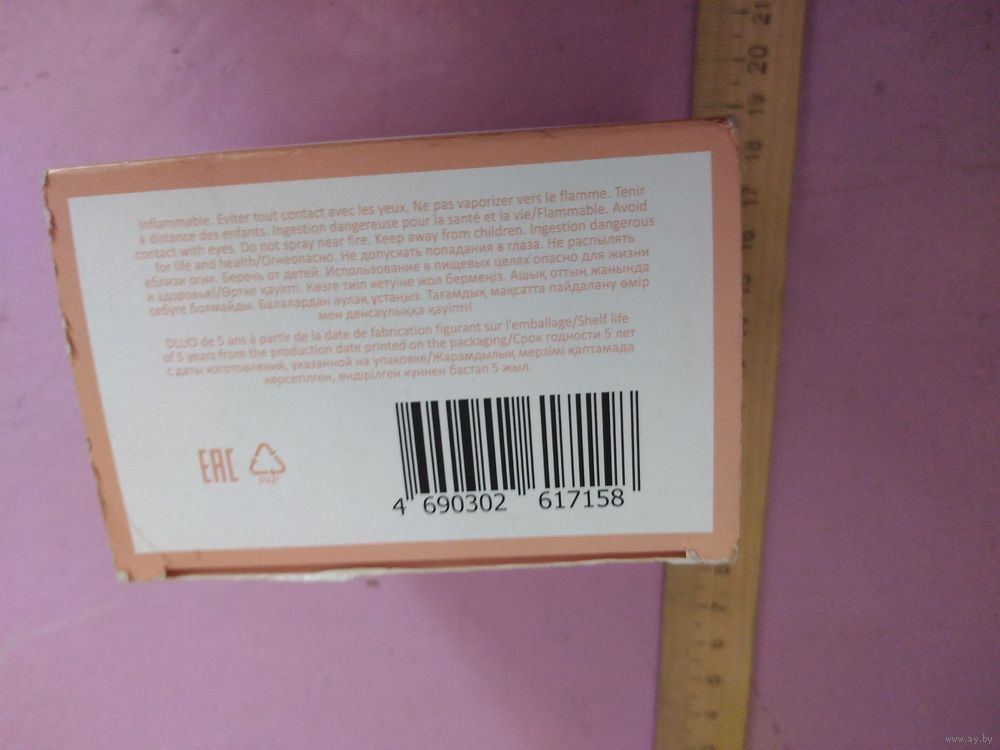 Inflammable. Eviter tout contact avec les yeux. Ne pas vaporizer vers le flamme. Tenir
à distance des enfants. Ingestion dangereuse pour la santé et la vie/Flammable. Avoid
contact with eyes. Do not spray near fire. Keep away from children. Ingestion dangerous
for life and health/Огнеопасно. Не допускать попадания в глаза. Не распылять
вблизи огня. Беречь от детей. Использование в пищевых целях опасно для жизни
и здоровья!/Өртке қауіпті. Көзге тиіп кетуіне жол бермеңіз. Ашық оттың жанында
себуге болмайды. Балалардан аулақ ұстаңыз. Тағамдық мақсатта пайдалану өмір
мен денсаулыққа қауіпті!
DLUO de 5 ans à partir de la date de fabrication figurant sur l'emballage/Shelf life
of 5 years from the production date printed on the packaging/Срок годности 5 лет
с даты изготовления, указанной на упаковке/Жарамдылық мерзімі қаптамада
көрсетілген, өндірілген күннен бастап 5 жыл.
EAC
PAP
4 690302 617158
21
20
19
18
17
16
8
7
6
www.ay.by